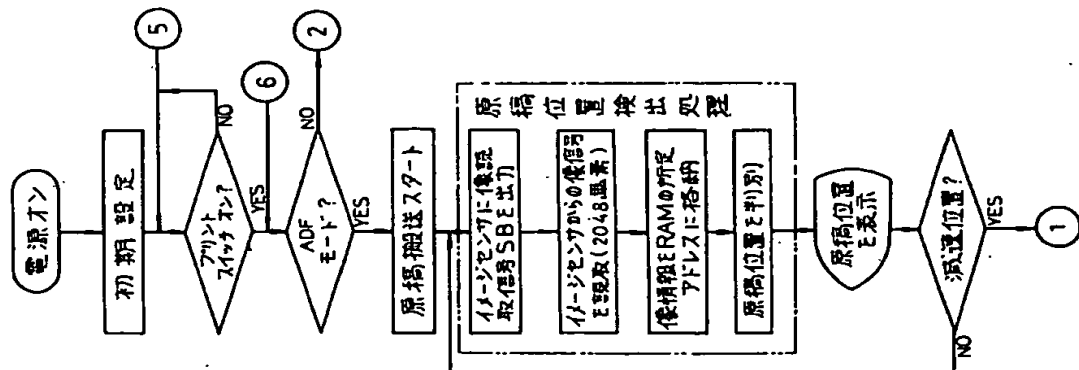 電源オン
初期設定
5
プリント
スイッチオン?
NO
YES
6
ADF
モード?
NO
2
YES
原稿搬送スタート
原稿位置検出処理
イメージセンサに像読
取信号SBを出力
イメージセンサからの像信号
を読取(2048画素)
像情報をRAMの所定
アドレスに格納
原稿位置を判別
原稿位置
を表示
減速位置?
NO
YES
1